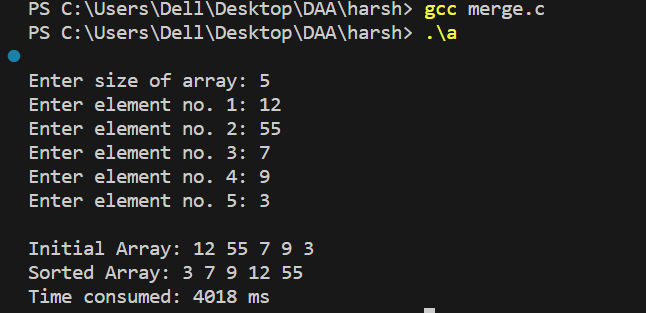 PS C:\Users\Dell\Desktop\DAA\harsh> gcc merge.c
PS C:\Users\Dell\Desktop\DAA\harsh> .\a
Enter size of array: 5
Enter element no. 1: 12
Enter element no. 2: 55
Enter element no. 3: 7
Enter element no. 4: 9
Enter element no. 5: 3
Initial Array: 12 55 7 9 3
Sorted Array: 3 7 9 12 55
Time consumed: 4018 ms